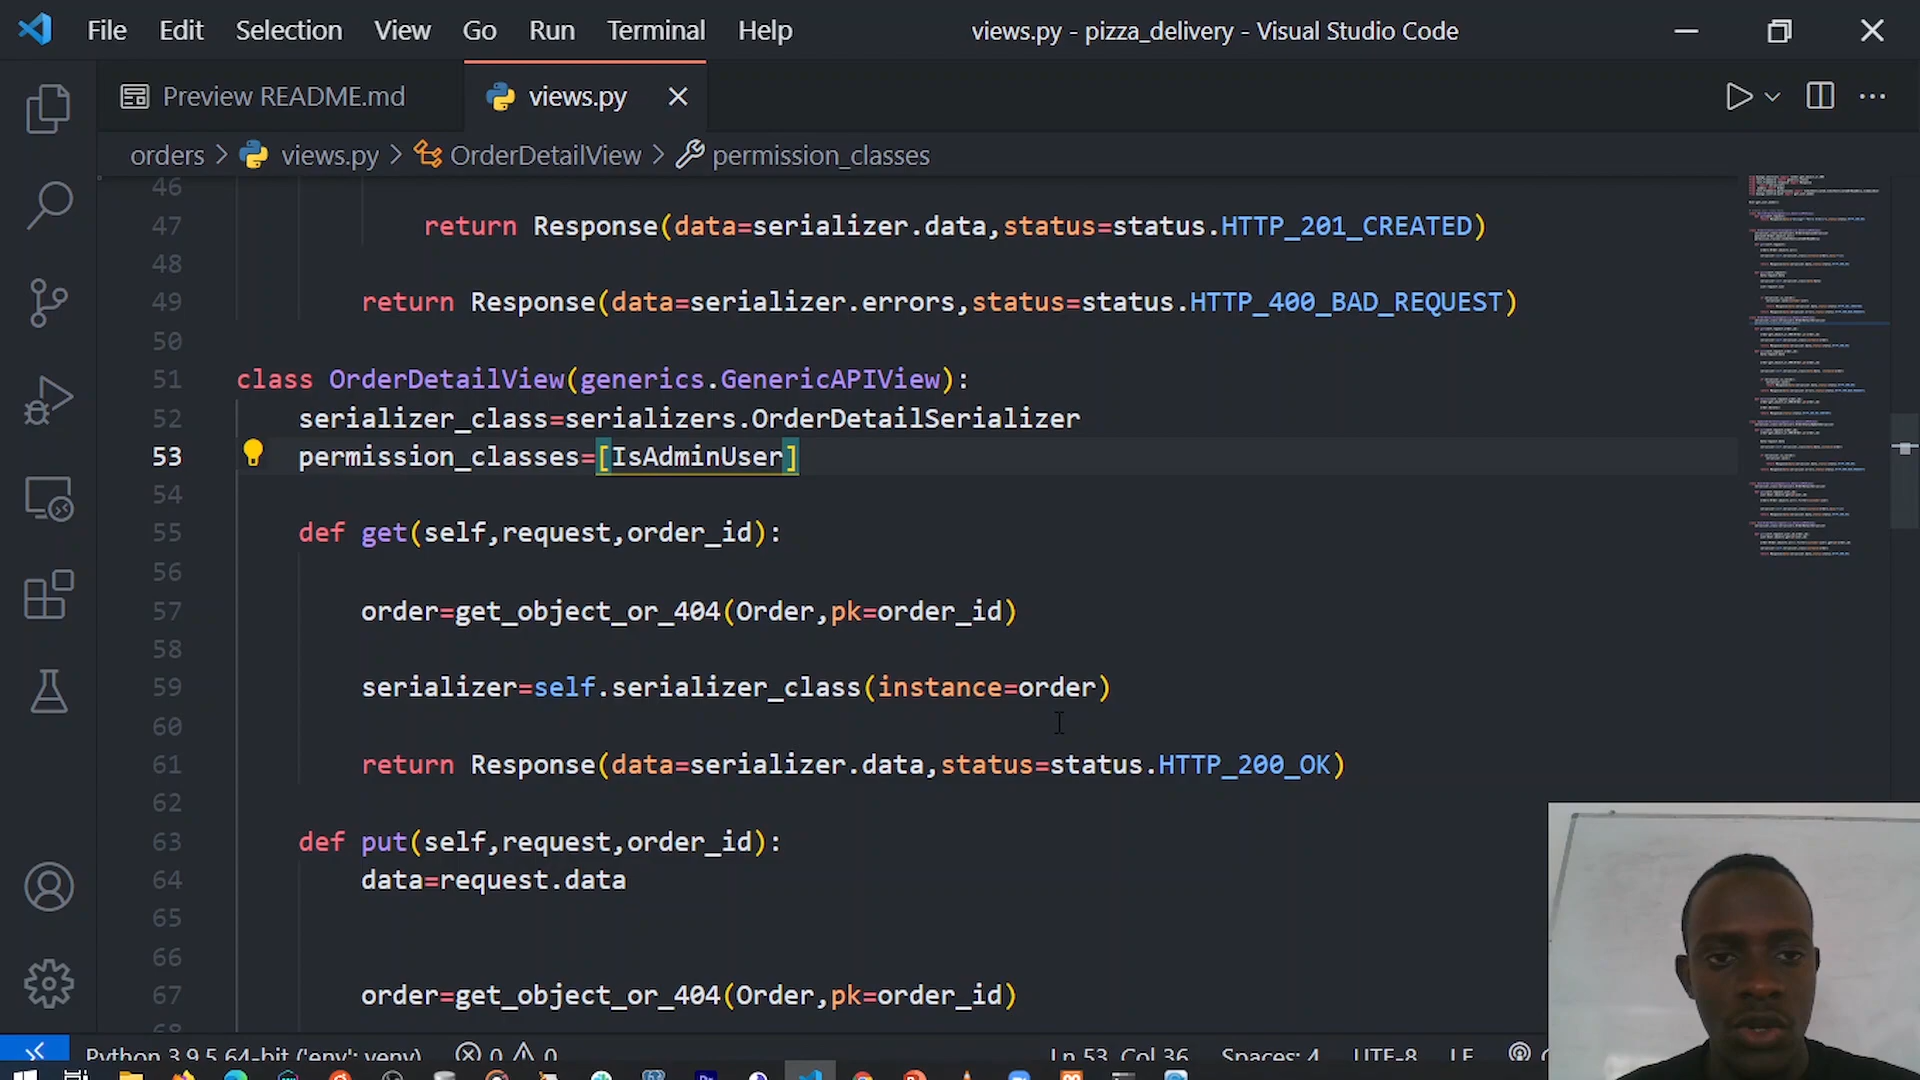 File Edit Selection View Go Run Terminal Help views.py - pizza_delivery - Visual Studio Code
Preview README.md views.py
orders > views.py > OrderDetailView > permission_classes
46
47 return Response(data=serializer.data,status=status.HTTP_201_CREATED)
48
49 return Response(data=serializer.errors,status=status.HTTP_400_BAD_REQUEST)
50
51 class OrderDetailView(generics.GenericAPIView):
52 serializer_class=serializers.OrderDetailSerializer
53 permission_classes=[IsAdminUser]
54
55 def get(self,request,order_id):
56
57 order=get_object_or_404(Order,pk=order_id)
58
59 serializer=self.serializer_class(instance=order)
60
61 return Response(data=serializer.data,status=status.HTTP_200_OK)
62
63 def put(self,request,order_id):
64 data=request.data
65
66
67 order=get_object_or_404(Order,pk=order_id)
68
Python 3.9.5 64-bit ('env': venv) 0 0 Ln 53, Col 36 Spaces: 4 UTF-8 LF